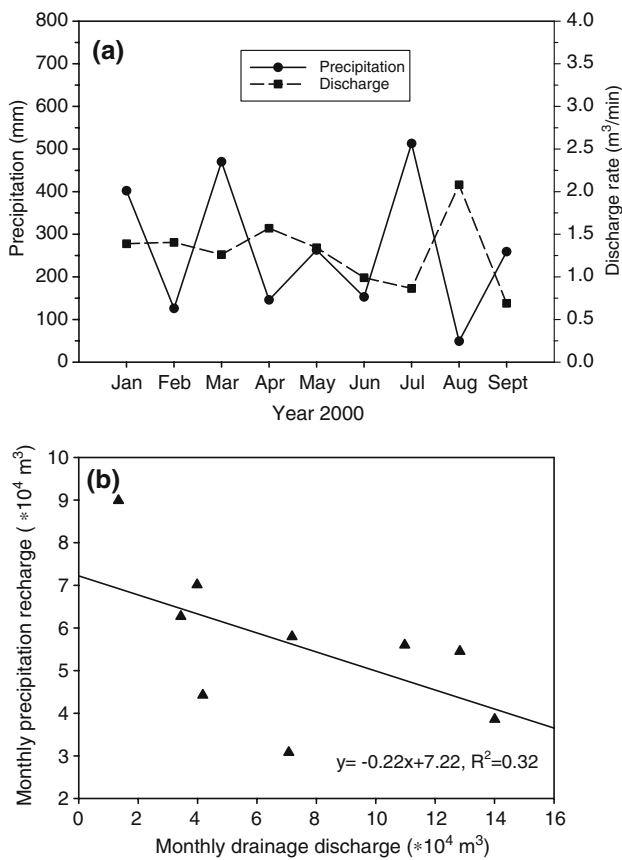 (a)
Precipitation
Discharge
800
700
600
500
400
300
200
100
0
Precipitation (mm)
4.0
3.5
3.0
2.5
2.0
1.5
1.0
0.5
0.0
Discharge rate (m³/min)
Jan Feb Mar Apr May Jun Jul Aug Sept
Year 2000
(b)
10
9
8
7
6
5
4
3
2
Monthly precipitation recharge ( *10⁴ m³)
y= -0.22x+7.22, R²=0.32
0 2 4 6 8 10 12 14 16
Monthly drainage discharge (*10⁴ m³)